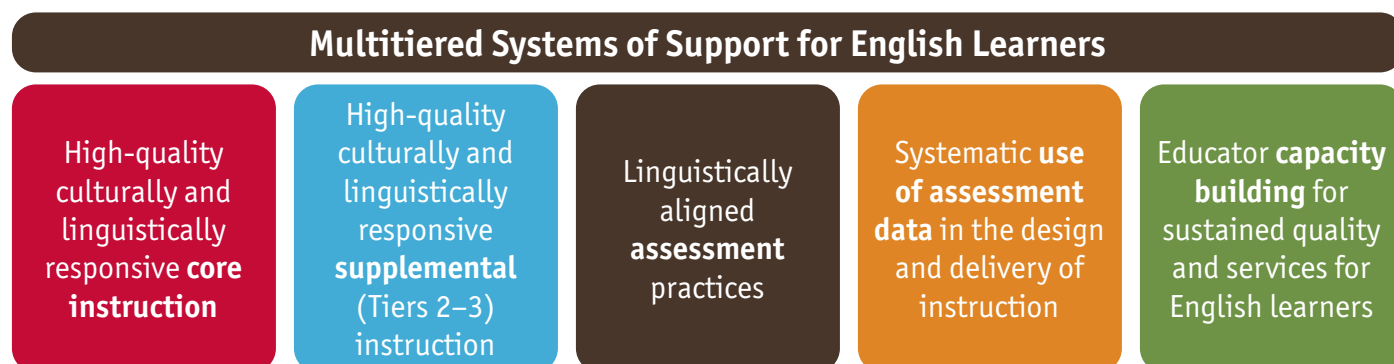 Multitiered Systems of Support for English Learners
High-quality
culturally and
linguistically
responsive core
instruction
High-quality
culturally and
linguistically
responsive
supplemental
(Tiers 2–3)
instruction
Linguistically
aligned
assessment
practices
Systematic use
of assessment
data in the design
and delivery of
instruction
Educator capacity
building for
sustained quality
and services for
English learners